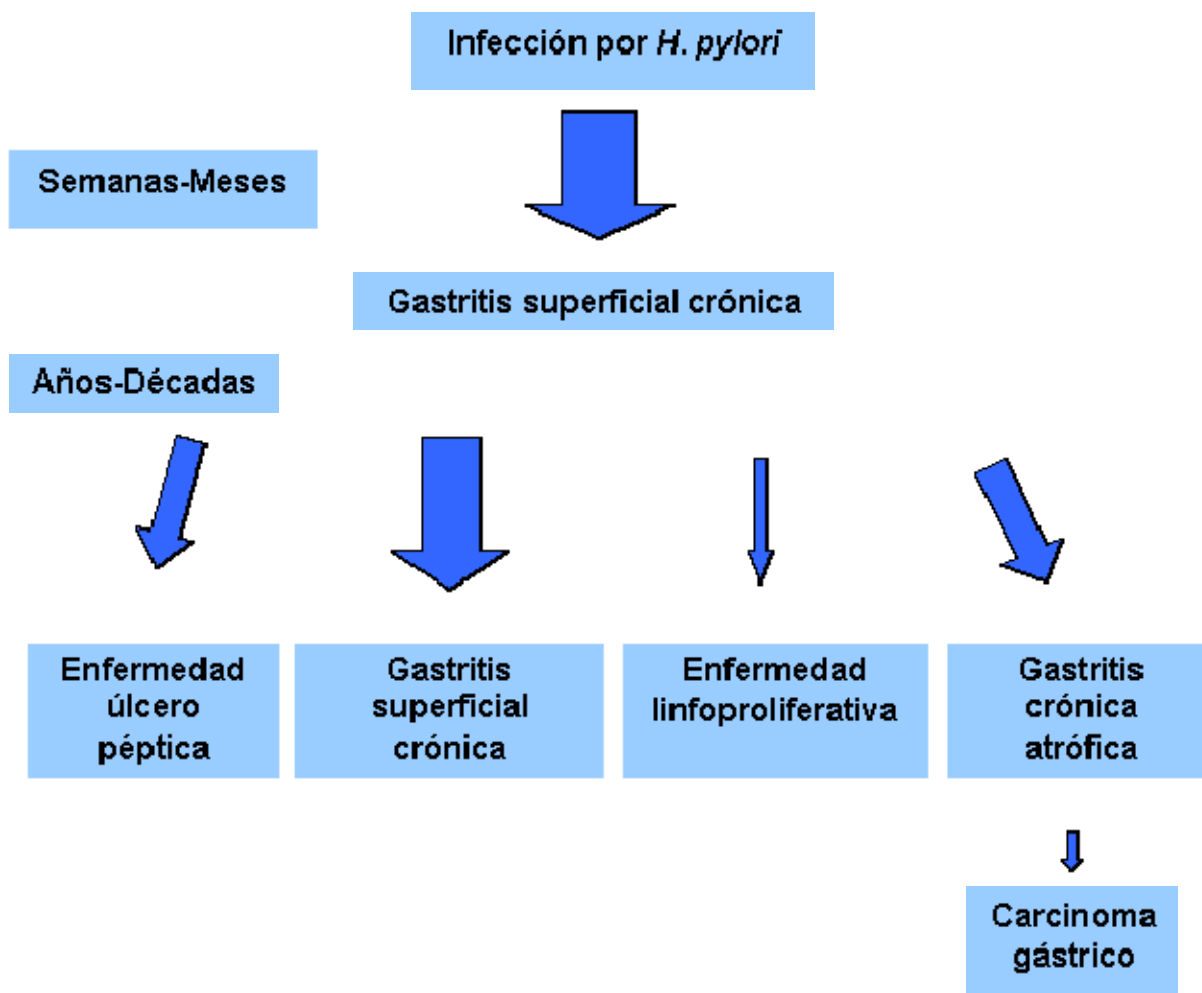 Infección por H. pylori
Semanas-Meses
Gastritis superficial crónica
Años-Décadas
Enfermedad
úlcero
péptica
Gastritis
superficial
crónica
Enfermedad
linfoproliferativa
Gastritis
crónica
atrófica
Carcinoma
gástrico